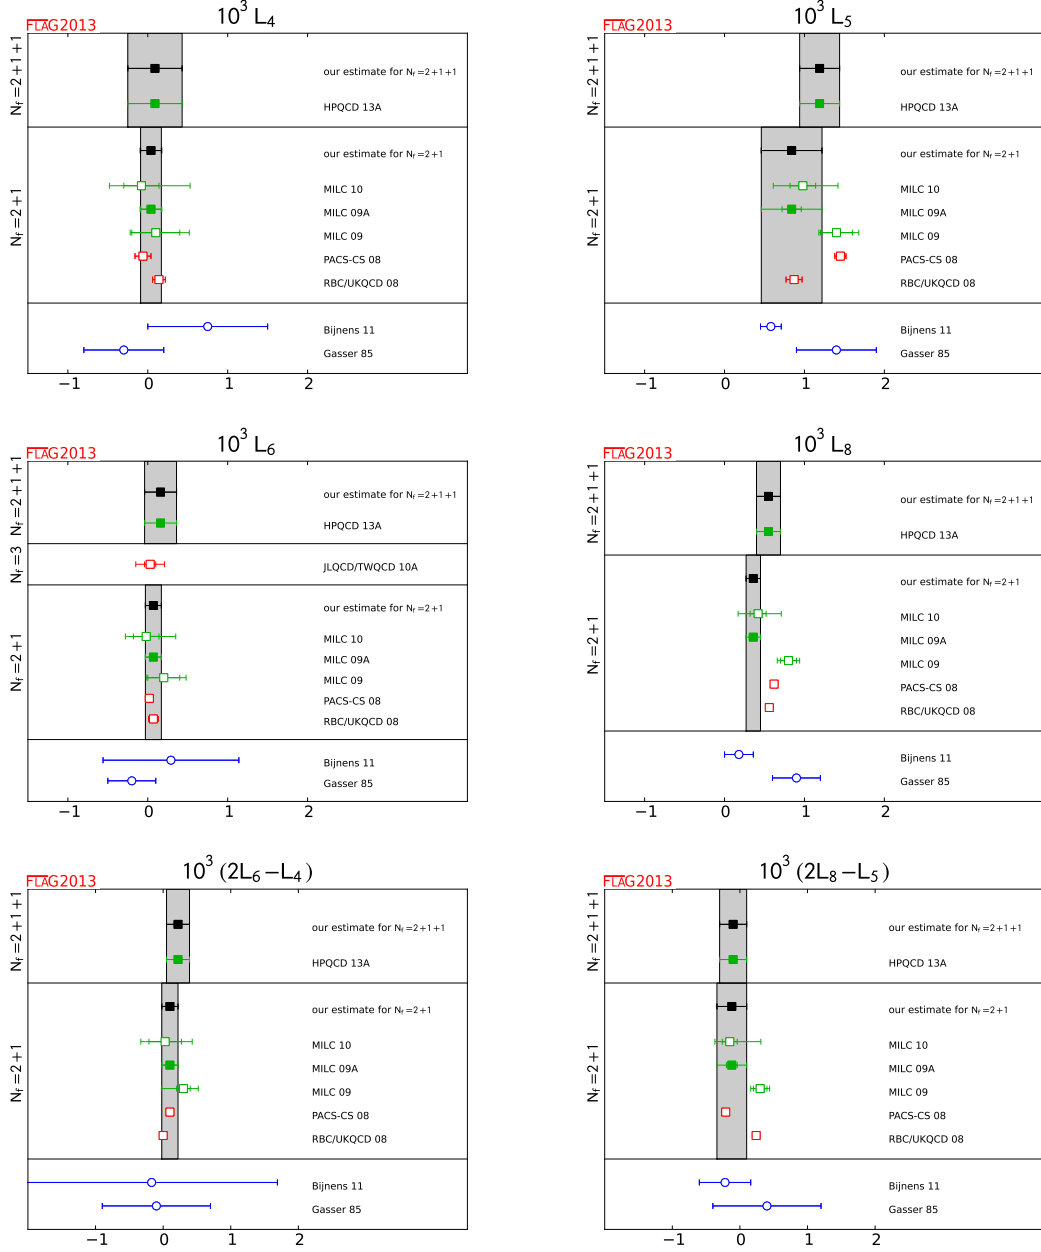 10³ L₄
FLAG2013
N_f=2+1+1
our estimate for N_f=2+1+1
HPQCD 13A
N_f=2+1
our estimate for N_f=2+1
MILC 10
MILC 09A
MILC 09
PACS-CS 08
RBC/UKQCD 08
Bijnens 11
Gasser 85
−1 0 1 2
10³ L₅
FLAG2013
N_f=2+1+1
our estimate for N_f=2+1+1
HPQCD 13A
N_f=2+1
our estimate for N_f=2+1
MILC 10
MILC 09A
MILC 09
PACS-CS 08
RBC/UKQCD 08
Bijnens 11
Gasser 85
−1 0 1 2
10³ L₆
FLAG2013
N_f=2+1+1
our estimate for N_f=2+1+1
HPQCD 13A
N_f=3
JLQCD/TWQCD 10A
N_f=2+1
our estimate for N_f=2+1
MILC 10
MILC 09A
MILC 09
PACS-CS 08
RBC/UKQCD 08
Bijnens 11
Gasser 85
−1 0 1 2
10³ L₈
FLAG2013
N_f=2+1+1
our estimate for N_f=2+1+1
HPQCD 13A
N_f=2+1
our estimate for N_f=2+1
MILC 10
MILC 09A
MILC 09
PACS-CS 08
RBC/UKQCD 08
Bijnens 11
Gasser 85
−1 0 1 2
10³ (2L₆−L₄)
FLAG2013
N_f=2+1+1
our estimate for N_f=2+1+1
HPQCD 13A
N_f=2+1
our estimate for N_f=2+1
MILC 10
MILC 09A
MILC 09
PACS-CS 08
RBC/UKQCD 08
Bijnens 11
Gasser 85
−1 0 1 2
10³ (2L₈−L₅)
FLAG2013
N_f=2+1+1
our estimate for N_f=2+1+1
HPQCD 13A
N_f=2+1
our estimate for N_f=2+1
MILC 10
MILC 09A
MILC 09
PACS-CS 08
RBC/UKQCD 08
Bijnens 11
Gasser 85
−1 0 1 2